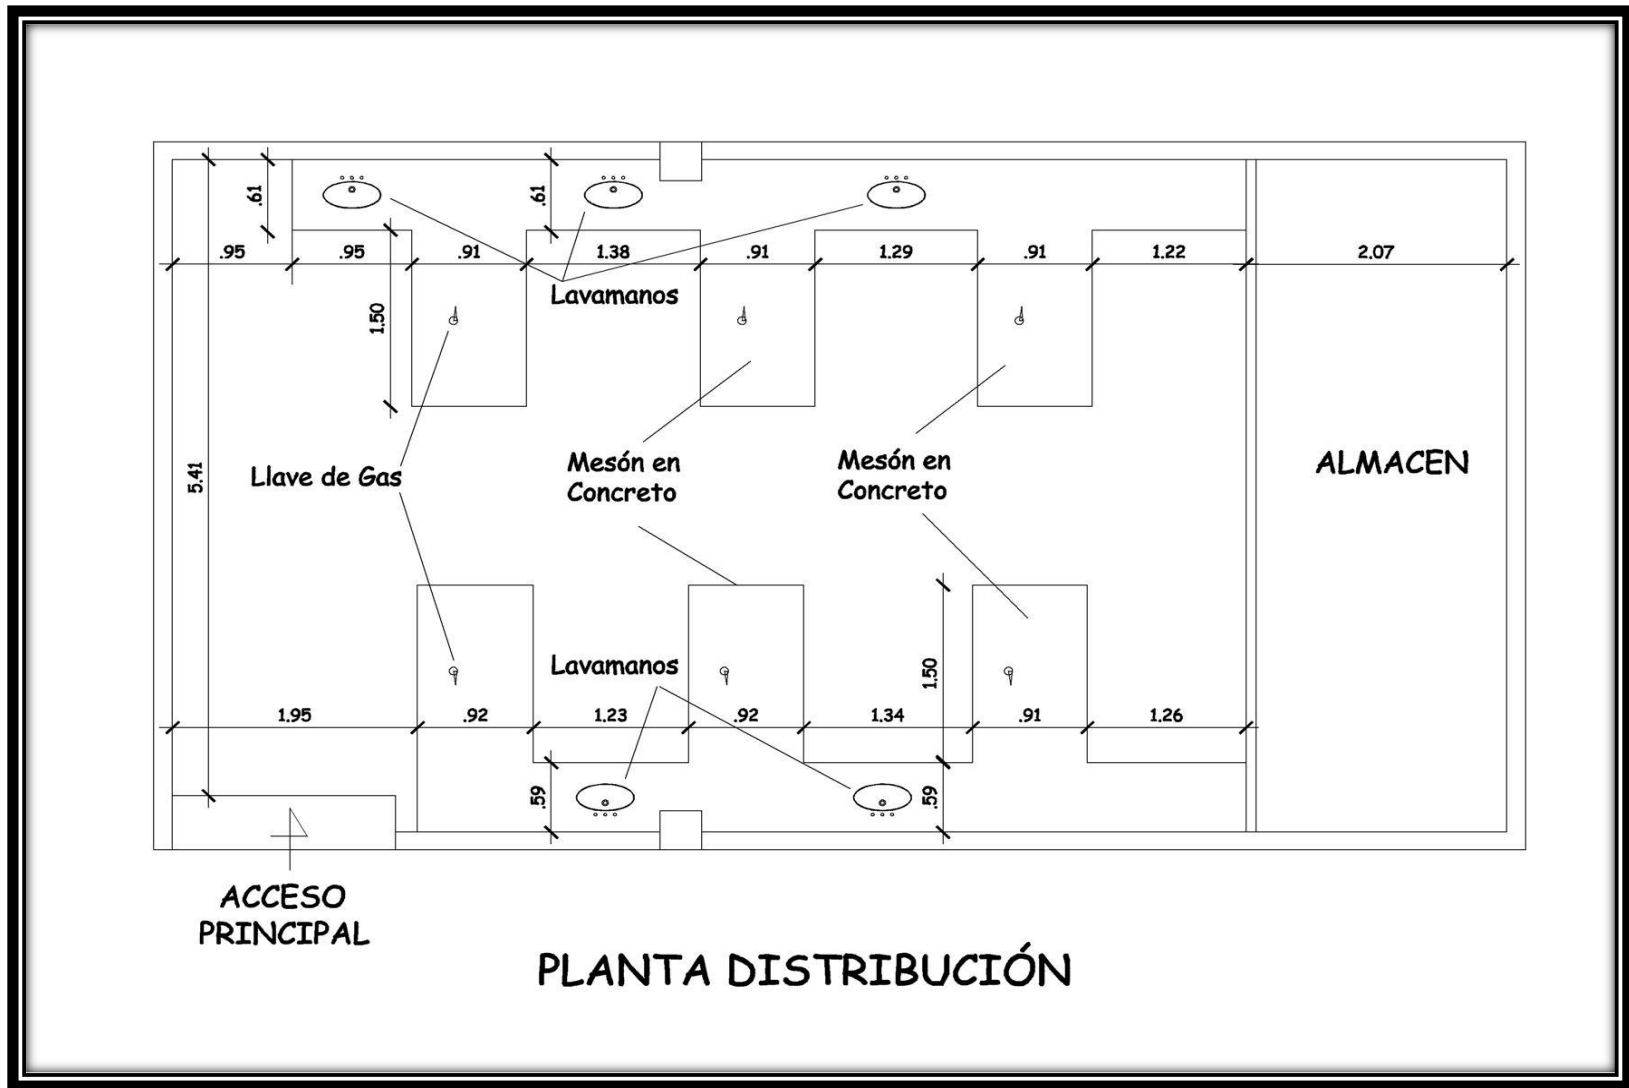 .61
.61
.95
.95
.91
1.38
.91
1.29
.91
1.22
2.07
Lavamanos
1.50
5.41
Llave de Gas
Mesón en
Concreto
Mesón en
Concreto
ALMACEN
Lavamanos
1.50
1.95
.92
1.23
.92
1.34
.91
1.26
.59
.59
ACCESO
PRINCIPAL
PLANTA DISTRIBUCIÓN